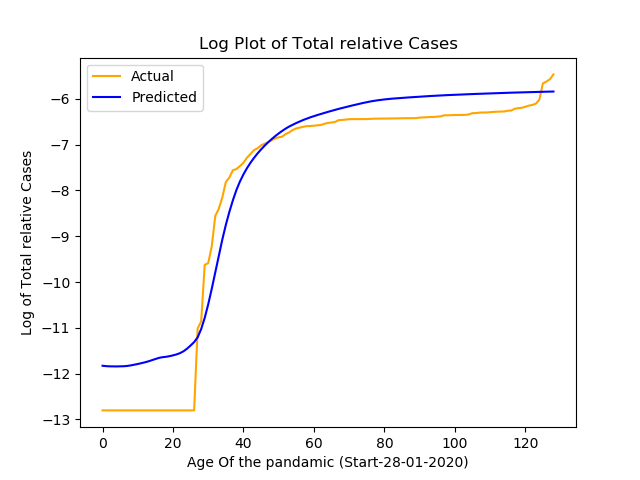 Log Plot of Total relative Cases
Actual
Predicted
−6
−7
−8
−9
−10
−11
−12
−13
Log of Total relative Cases
0 20 40 60 80 100 120
Age Of the pandamic (Start-28-01-2020)